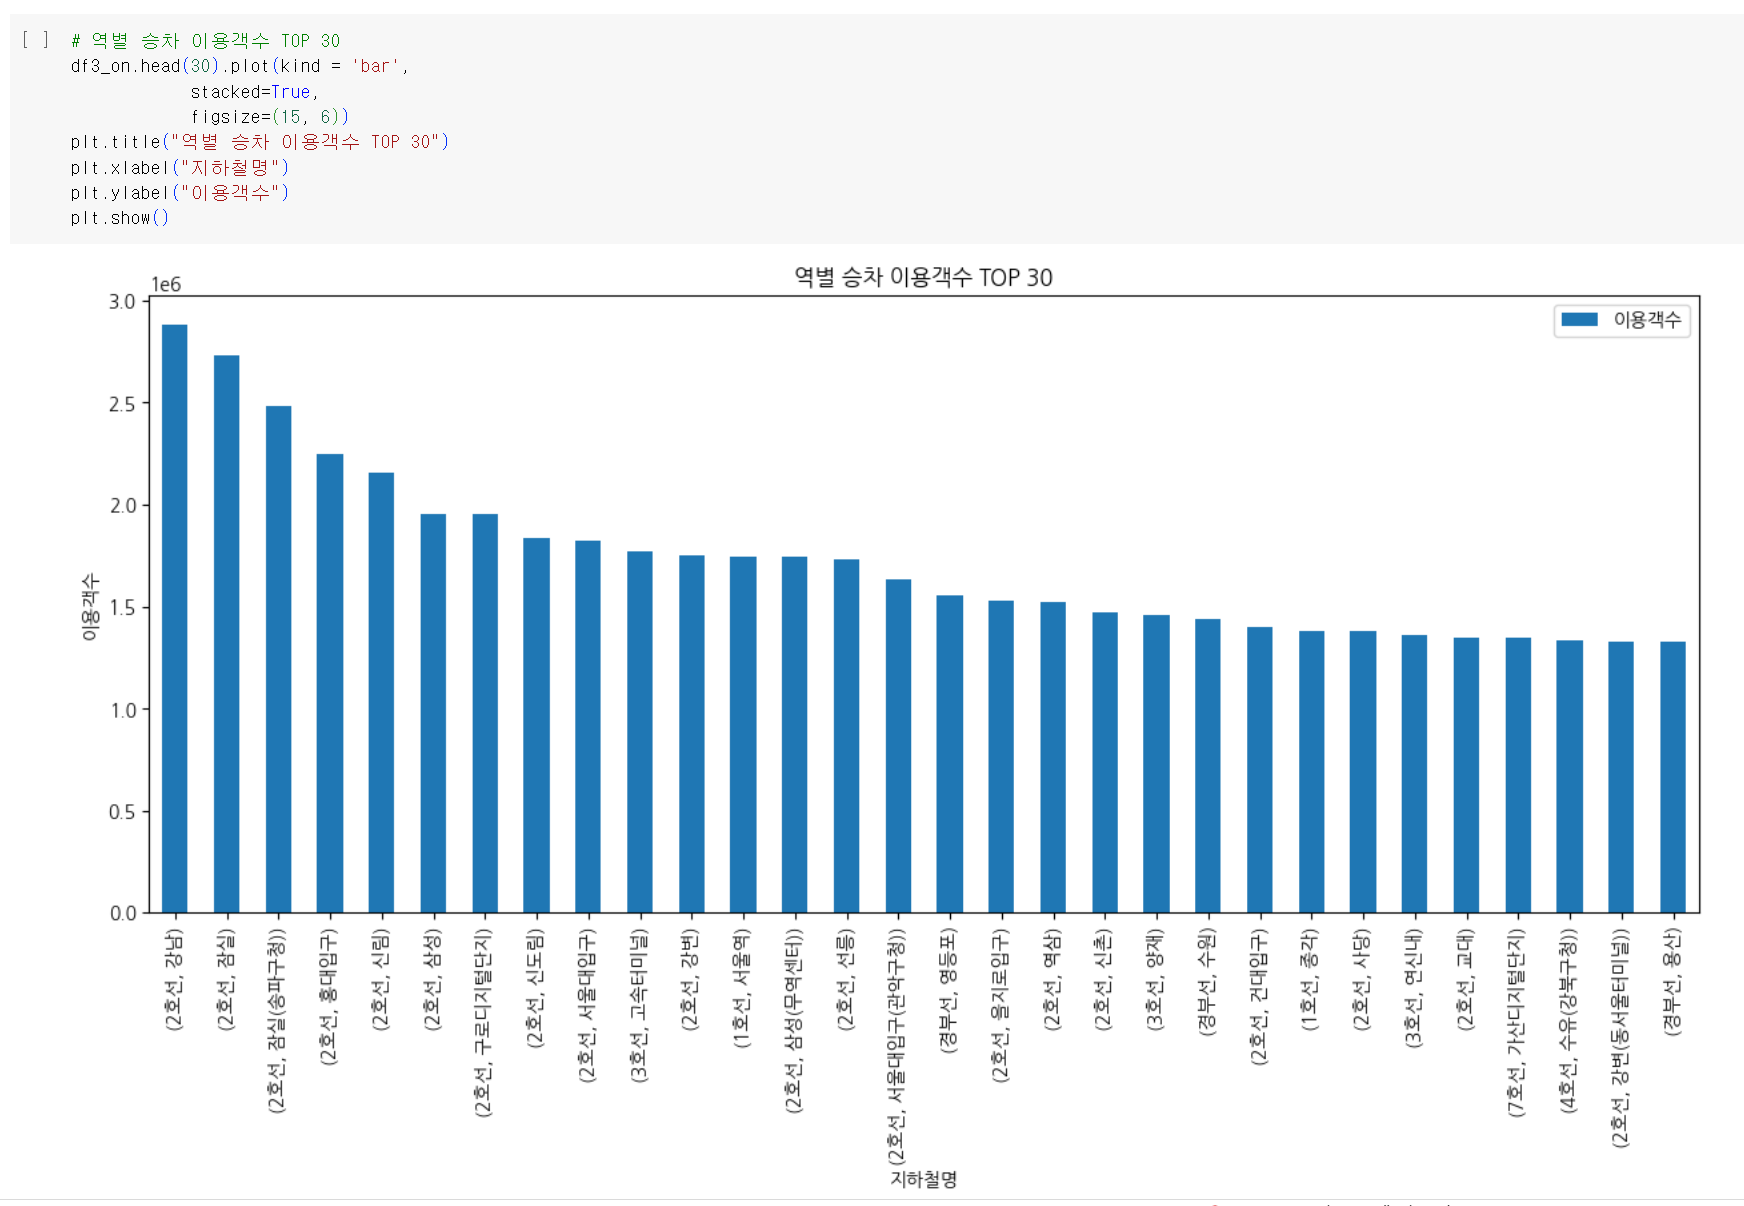 [ ] # 역별 승차 이용객수 TOP 30
df3_on.head(30).plot(kind = 'bar',
stacked=True,
figsize=(15, 6))
plt.title("역별 승차 이용객수 TOP 30")
plt.xlabel("지하철명")
plt.ylabel("이용객수")
plt.show()
역별 승차 이용객수 TOP 30
1e6
이용객수
3.0
2.5
2.0
1.5
1.0
0.5
0.0
이용객수
(2호선, 강남)
(2호선, 잠실)
(2호선, 잠실(송파구청))
(2호선, 홍대입구)
(2호선, 신림)
(2호선, 삼성)
(2호선, 구로디지털단지)
(2호선, 신도림)
(2호선, 서울대입구)
(3호선, 고속터미널)
(2호선, 강변)
(1호선, 서울역)
(2호선, 삼성(무역센터))
(2호선, 선릉)
(2호선, 서울대입구(관악구청))
(경부선, 영등포)
(2호선, 을지로입구)
(2호선, 역삼)
(2호선, 신촌)
(3호선, 양재)
(경부선, 수원)
(2호선, 건대입구)
(1호선, 종각)
(2호선, 사당)
(3호선, 연신내)
(2호선, 교대)
(7호선, 가산디지털단지)
(4호선, 수유(강북구청))
(2호선, 강변(동서울터미널))
(경부선, 용산)
지하철명